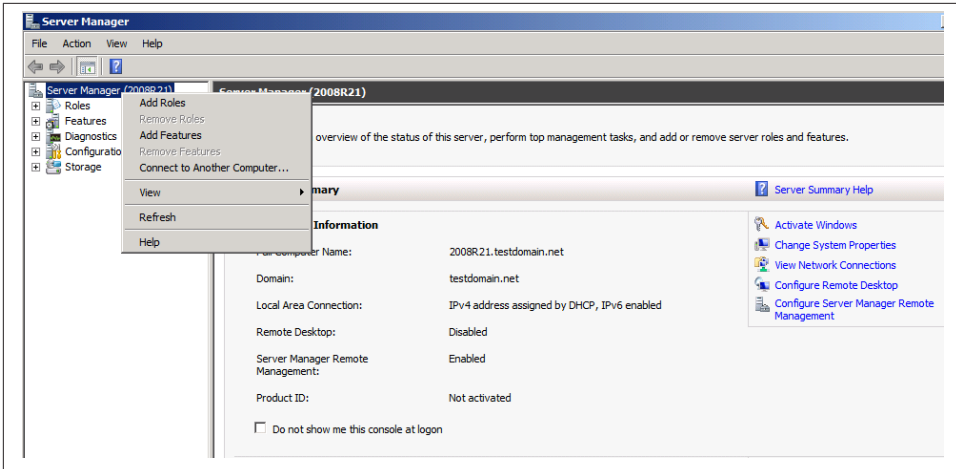 Server Manager
File Action View Help
Server Manager (2008R21)
Roles
Features
Diagnostics
Configuratio
Storage
Add Roles
Remove Roles
Add Features
Remove Features
Connect to Another Computer...
View
Refresh
Help
Server Manager (2008R21)
overview of the status of this server, perform top management tasks, and add or remove server roles and features.
mary
Server Summary Help
Information
Full Computer Name: 2008R21.testdomain.net
Domain: testdomain.net
Local Area Connection: IPv4 address assigned by DHCP, IPv6 enabled
Remote Desktop: Disabled
Server Manager Remote
Management:
Enabled
Product ID: Not activated
Do not show me this console at logon
Activate Windows
Change System Properties
View Network Connections
Configure Remote Desktop
Configure Server Manager Remote
Management